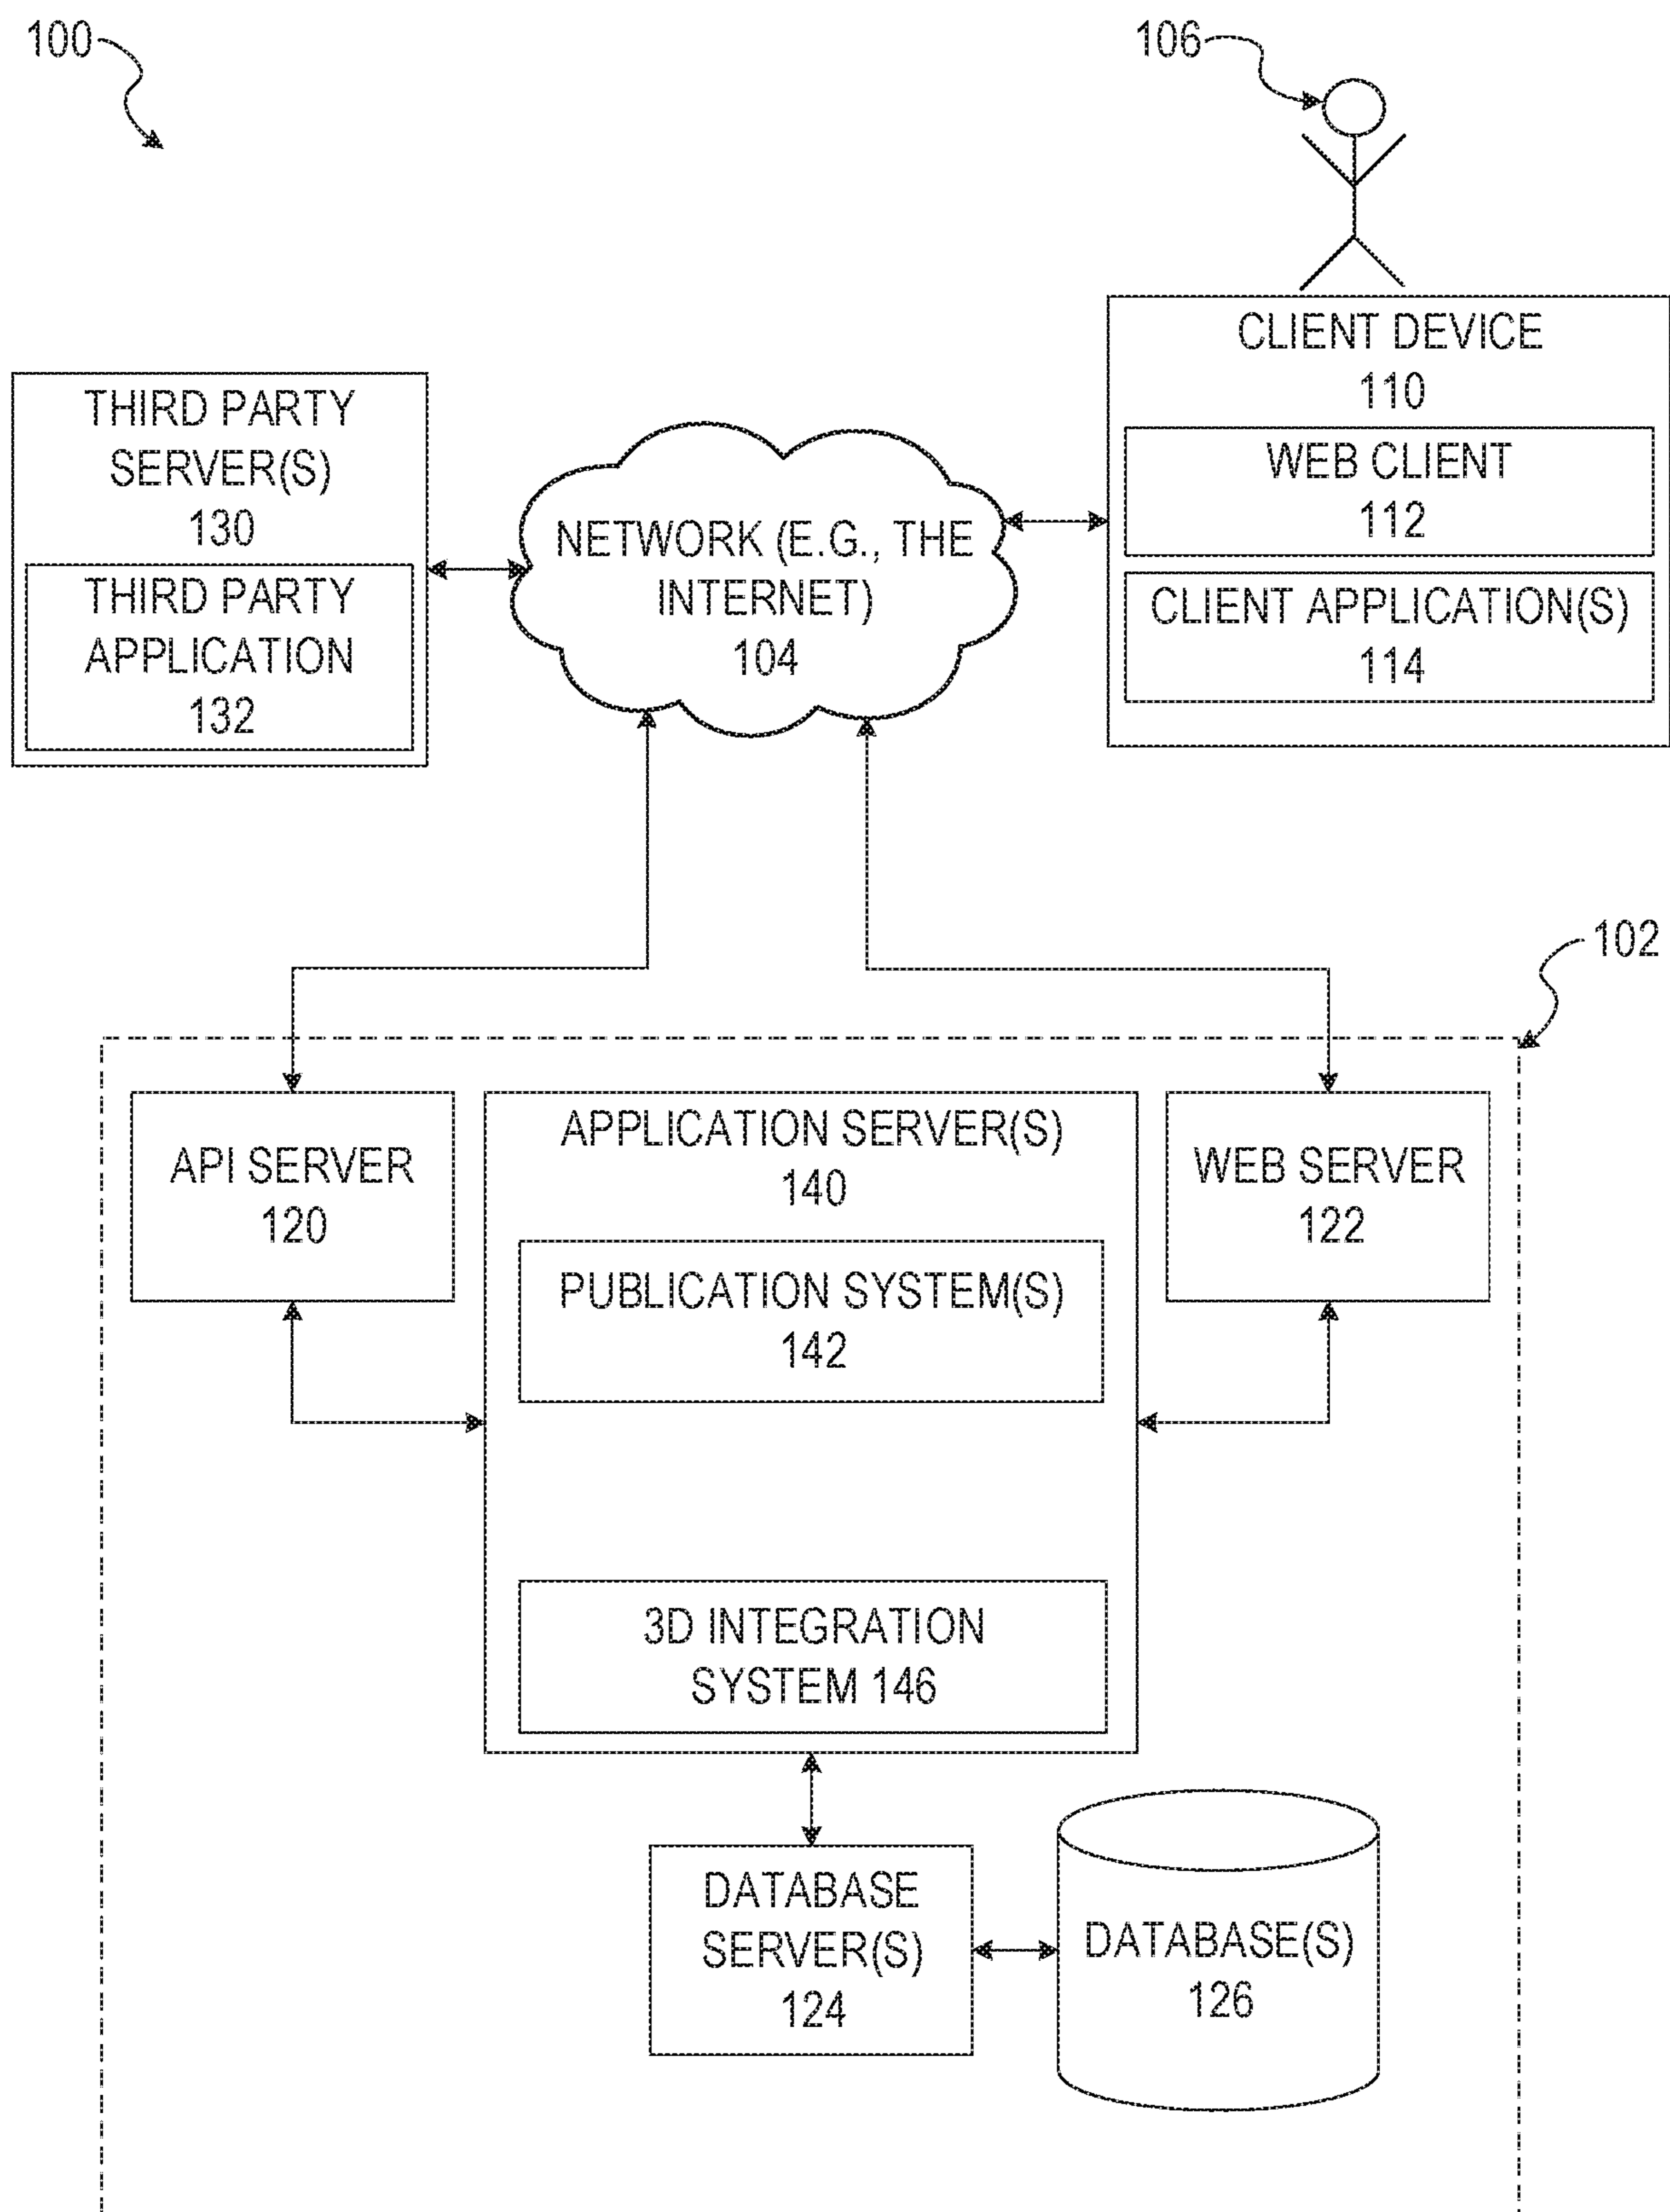 100
106
CLIENT DEVICE
110
WEB CLIENT
112
CLIENT APPLICATION(S)
114
THIRD PARTY
SERVER(S)
130
THIRD PARTY
APPLICATION
132
NETWORK (E.G., THE
INTERNET)
104
102
API SERVER
120
APPLICATION SERVER(S)
140
PUBLICATION SYSTEM(S)
142
3D INTEGRATION
SYSTEM 146
WEB SERVER
122
DATABASE
SERVER(S)
124
DATABASE(S)
126